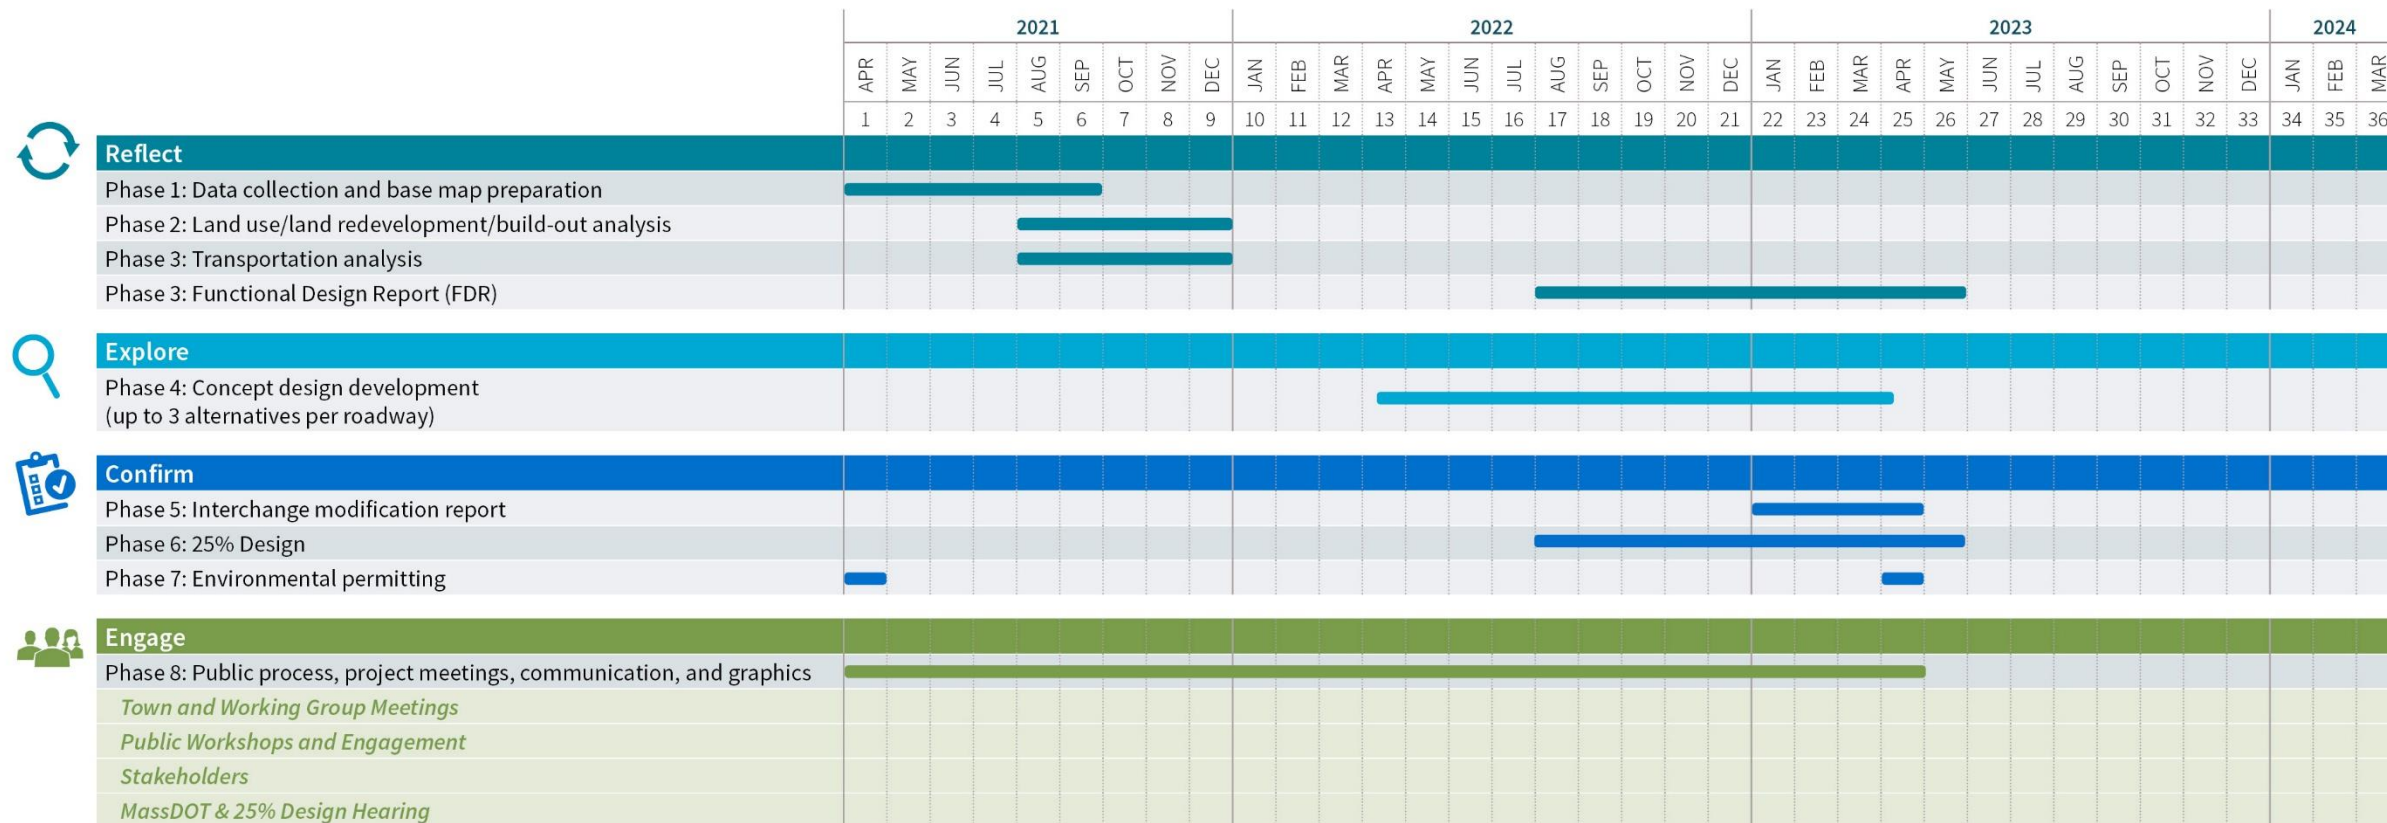 2021 2022 2023 2024
APR MAY JUN JUL AUG SEP OCT NOV DEC JAN FEB MAR APR MAY JUN JUL AUG SEP OCT NOV DEC JAN FEB MAR APR MAY JUN JUL AUG SEP OCT NOV DEC JAN FEB MAR
1 2 3 4 5 6 7 8 9 10 11 12 13 14 15 16 17 18 19 20 21 22 23 24 25 26 27 28 29 30 31 32 33 34 35 36
Reflect
Phase 1: Data collection and base map preparation
Phase 2: Land use/land redevelopment/build-out analysis
Phase 3: Transportation analysis
Phase 3: Functional Design Report (FDR)
Explore
Phase 4: Concept design development
(up to 3 alternatives per roadway)
Confirm
Phase 5: Interchange modification report
Phase 6: 25% Design
Phase 7: Environmental permitting
Engage
Phase 8: Public process, project meetings, communication, and graphics
Town and Working Group Meetings
Public Workshops and Engagement
Stakeholders
MassDOT & 25% Design Hearing